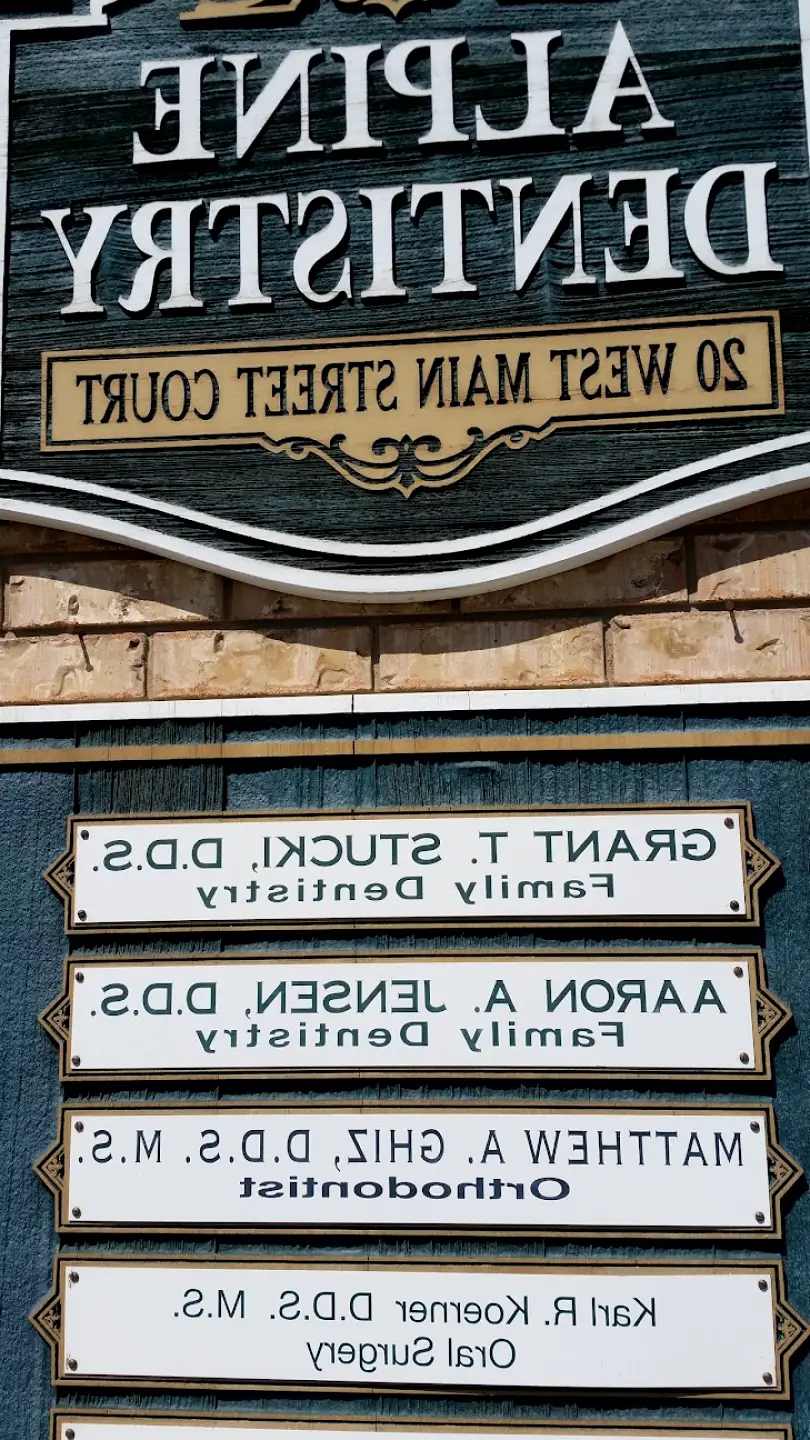 ALPINE
DENTISTRY
20 WEST MAIN STREET COURT
GRANT T. STUCKI, D.D.S.
Family Dentistry
AARON A. JENSEN, D.D.S.
Family Dentistry
MATTHEW A. GHIZ, D.D.S. M.S.
Orthodontist
Karl R. Koerner D.D.S. M.S.
Oral Surgery